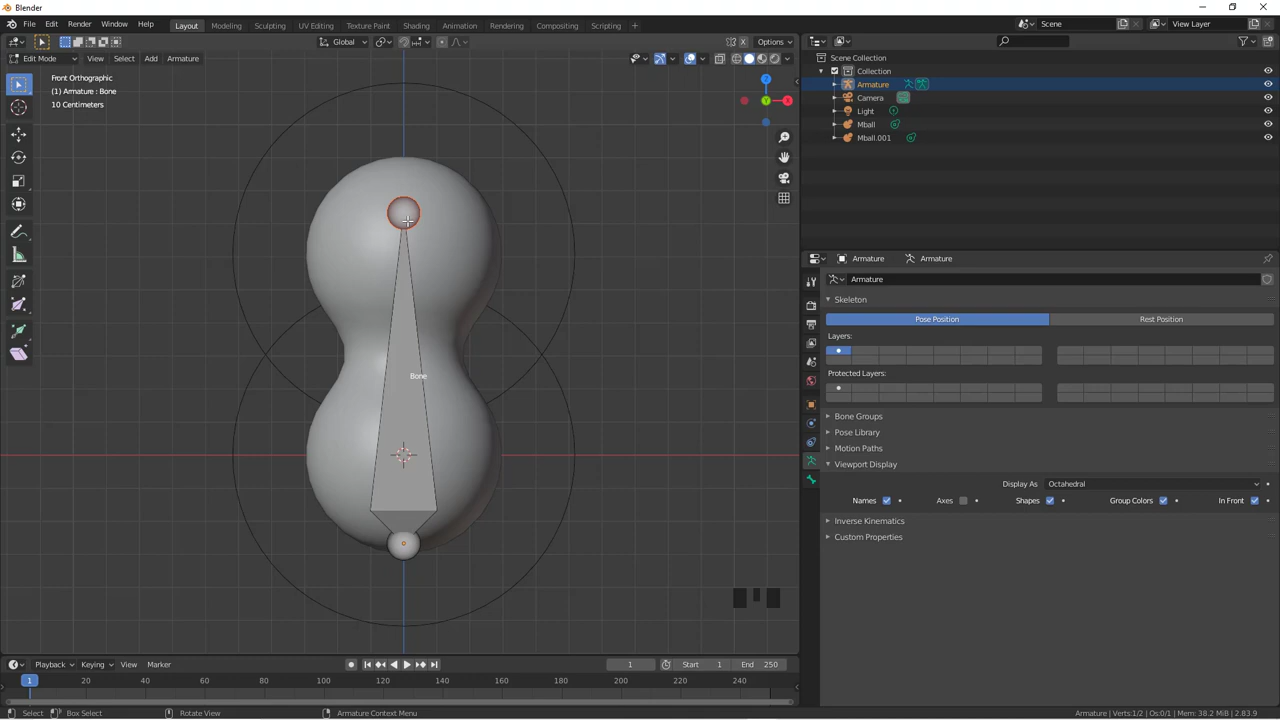 Blender
File Edit Render Window Help Layout Modeling Sculpting UV Editing Texture Paint Shading Animation Rendering Compositing Scripting + Scene View Layer
Global Options
Edit Mode View Select Add Armature
Front Orthographic
(1) Armature : Bone
10 Centimeters
Z
Y
X
Bone
Scene Collection
Collection
Armature
Camera
Light
Mball
Mball.001
Armature Armature
Armature
Skeleton
Pose Position Rest Position
Layers:
Protected Layers:
Bone Groups
Pose Library
Motion Paths
Viewport Display
Display As Octahedral
Names Axes Shapes Group Colors In Front
Inverse Kinematics
Custom Properties
Playback Keying View Marker 1 Start 1 End 250
1 20 40 60 80 100 120 140 160 180 200 220 240
Select Box Select Rotate View Armature Context Menu Armature | Verts:1/2 | Os:0/1 | Mem: 38.2 MiB | 2.83.9